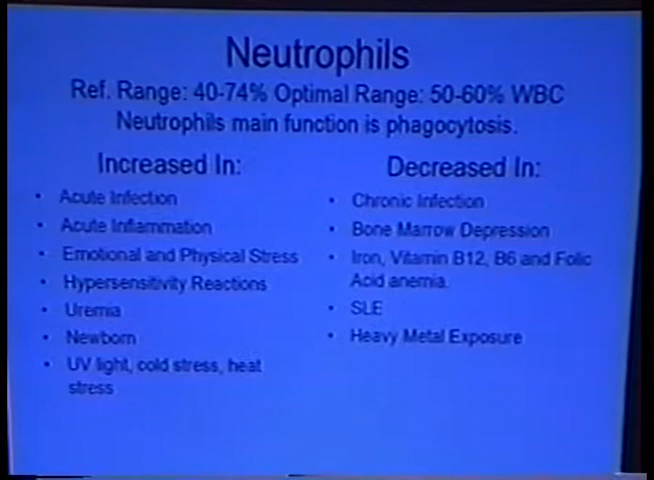 Neutrophils
Ref. Range: 40-74% Optimal Range: 50-60% WBC
Neutrophils main function is phagocytosis.
Increased In:
• Acute Infection
• Acute Inflammation
• Emotional and Physical Stress
• Hypersensitivity Reactions
• Uremia
• Newborn
• UV light, cold stress, heat
stress
Decreased In:
• Chronic Infection
• Bone Marrow Depression
• Iron, Vitamin B12, B6 and Folic
Acid anemia.
• SLE
• Heavy Metal Exposure